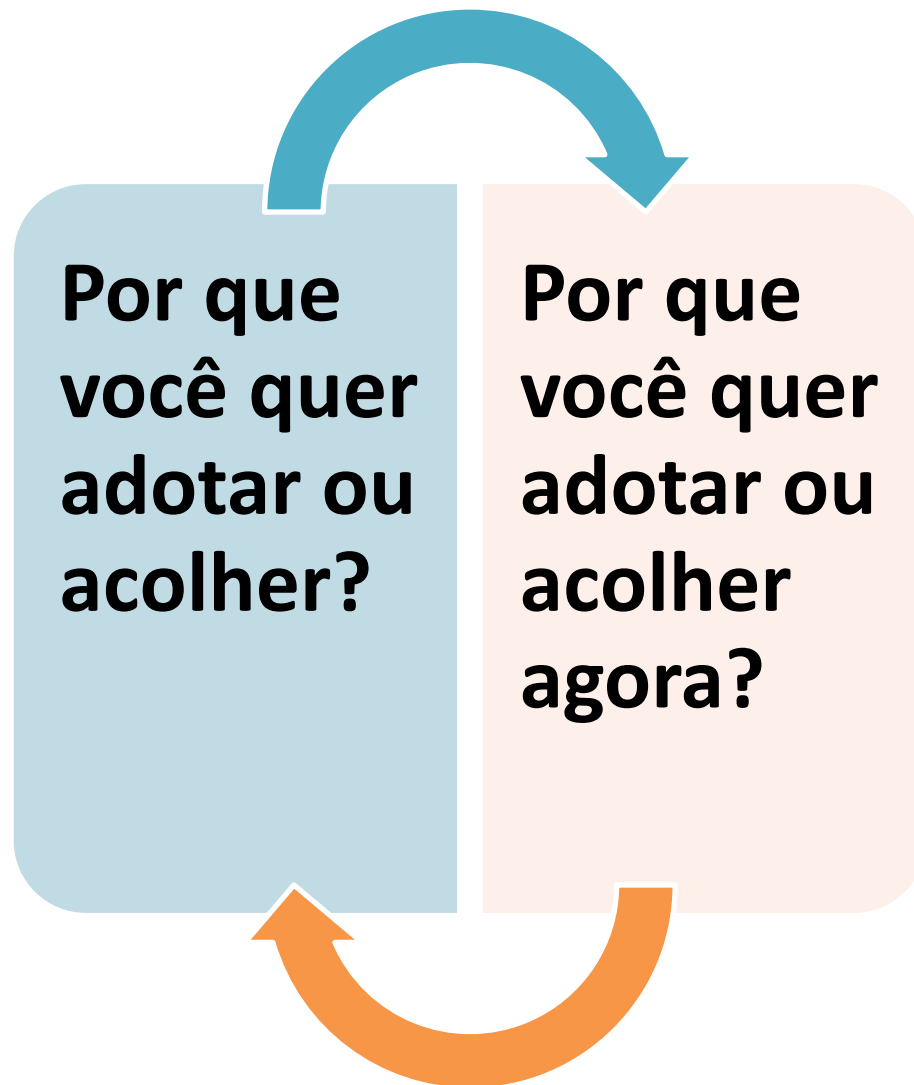 Por que
você quer
adotar ou
acolher?
Por que
você quer
adotar ou
acolher
agora?